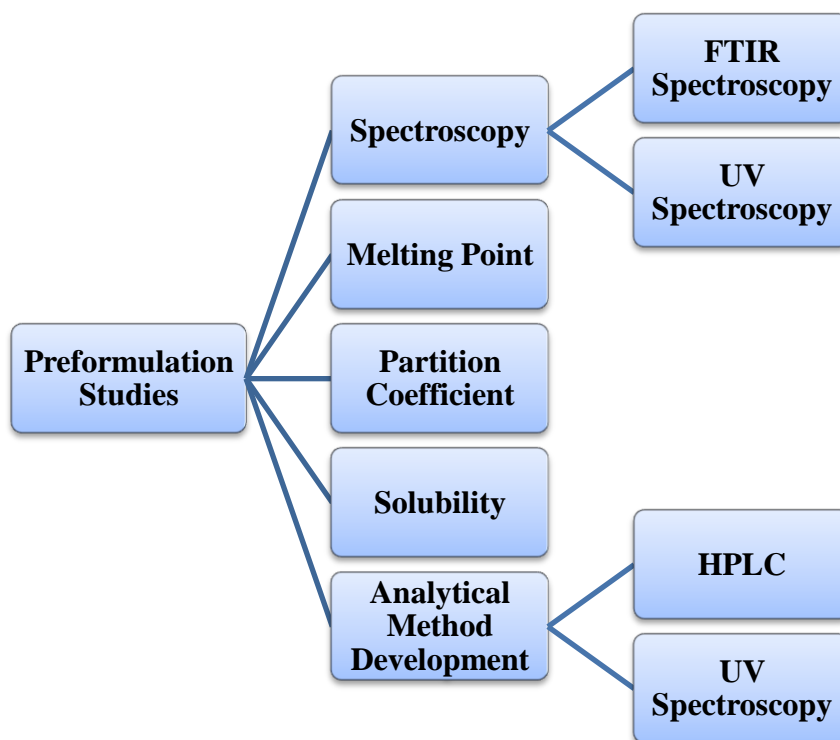 Preformulation
Studies
Spectroscopy
FTIR
Spectroscopy
UV
Spectroscopy
Melting Point
Partition
Coefficient
Solubility
Analytical
Method
Development
HPLC
UV
Spectroscopy